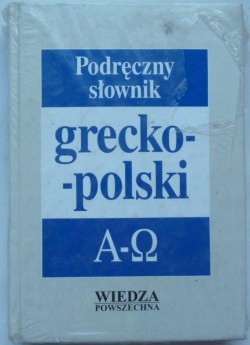 Podręczny
słownik
grecko-
-polski
A-Ω
WIEDZA
POWSZECHNA